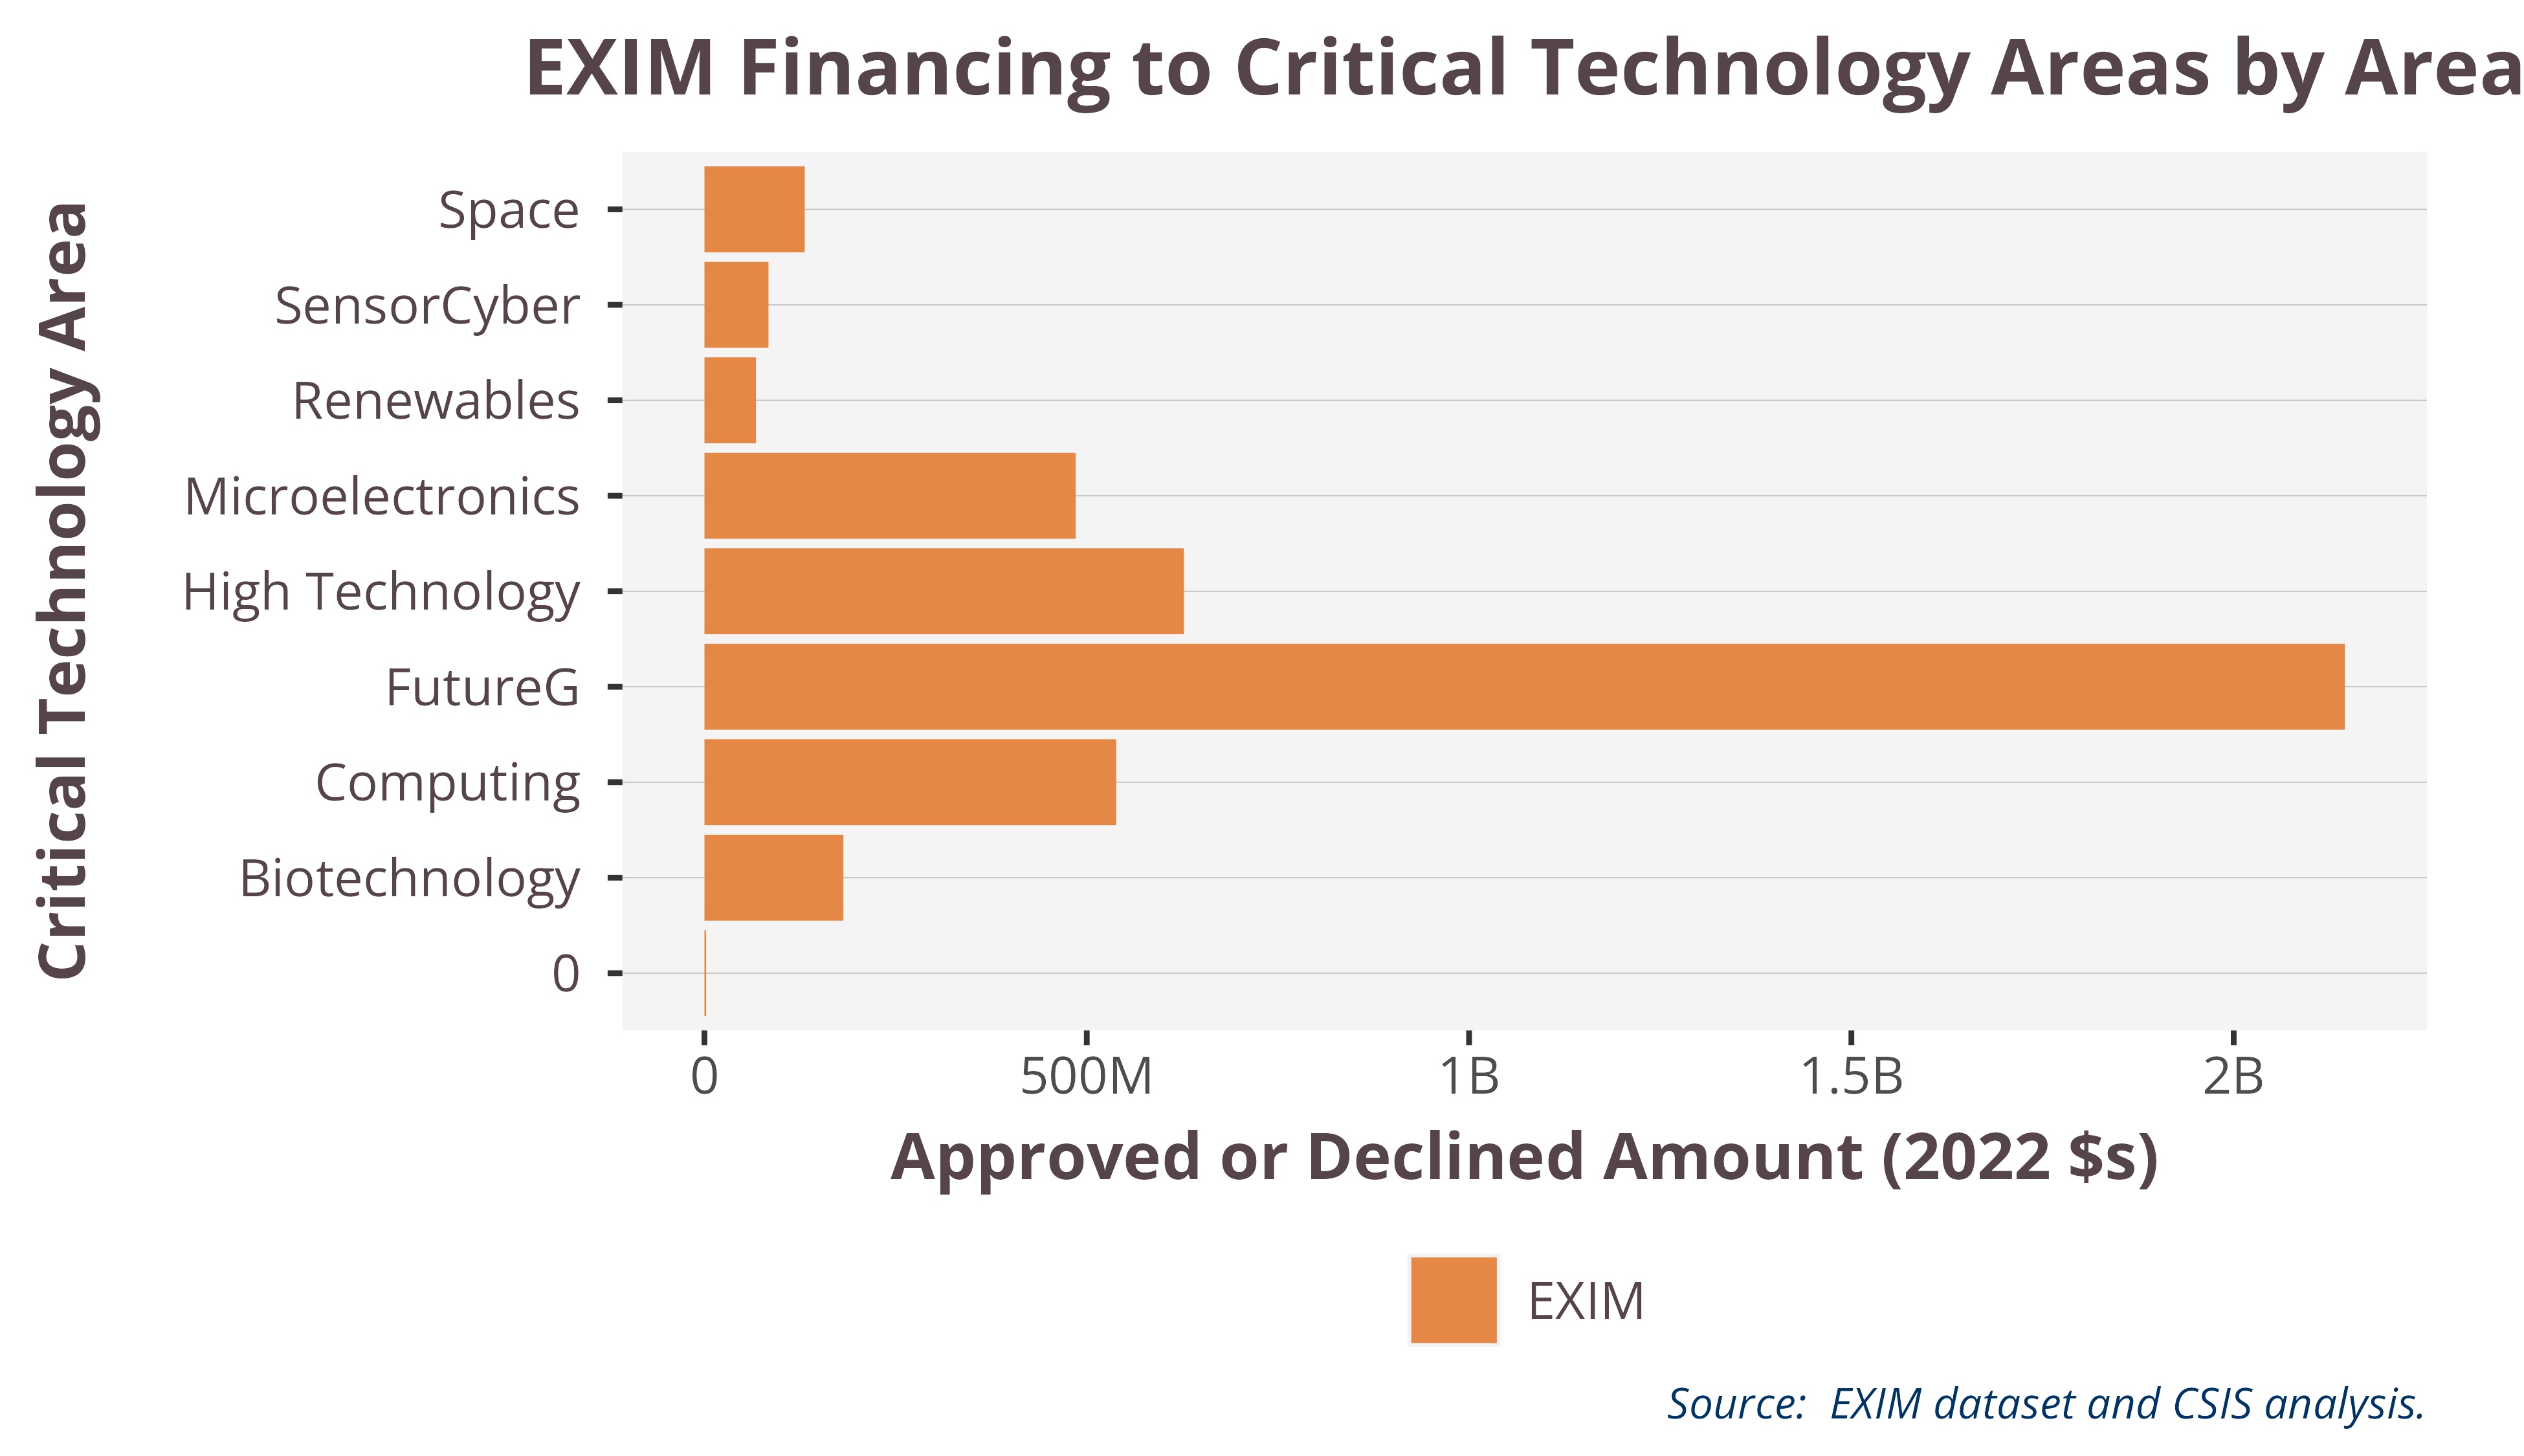 EXIM Financing to Critical Technology Areas by Area
Critical Technology Area
Space
SensorCyber
Renewables
Microelectronics
High Technology
FutureG
Computing
Biotechnology
0
0 500M 1B 1.5B 2B
Approved or Declined Amount (2022 $s)
EXIM
Source:  EXIM dataset and CSIS analysis.